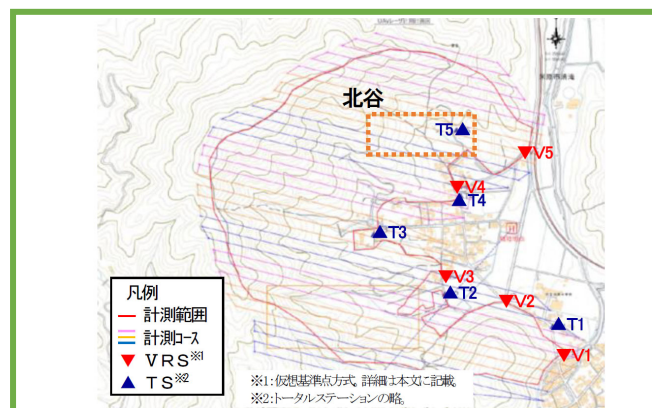 北谷
T5
V5
V4
T4
T3
V3
T2
V2
T1
V1
凡例
計測範囲
計測コース
VRS※1
TS※2
※1:仮想基準点方式。詳細は本文に記載。
※2:トータルステーションの略。